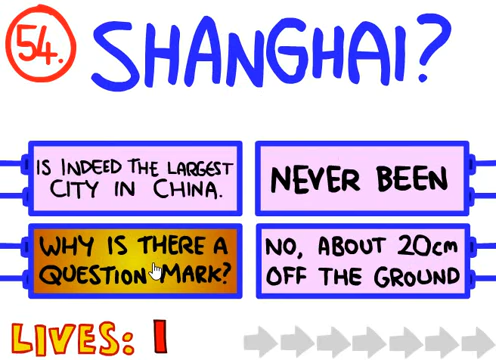 54.
SHANGHAI?
IS INDEED THE LARGEST
CITY IN CHINA.
NEVER BEEN
WHY IS THERE A
QUESTION MARK?
NO, ABOUT 20cm
OFF THE GROUND
LIVES: 1